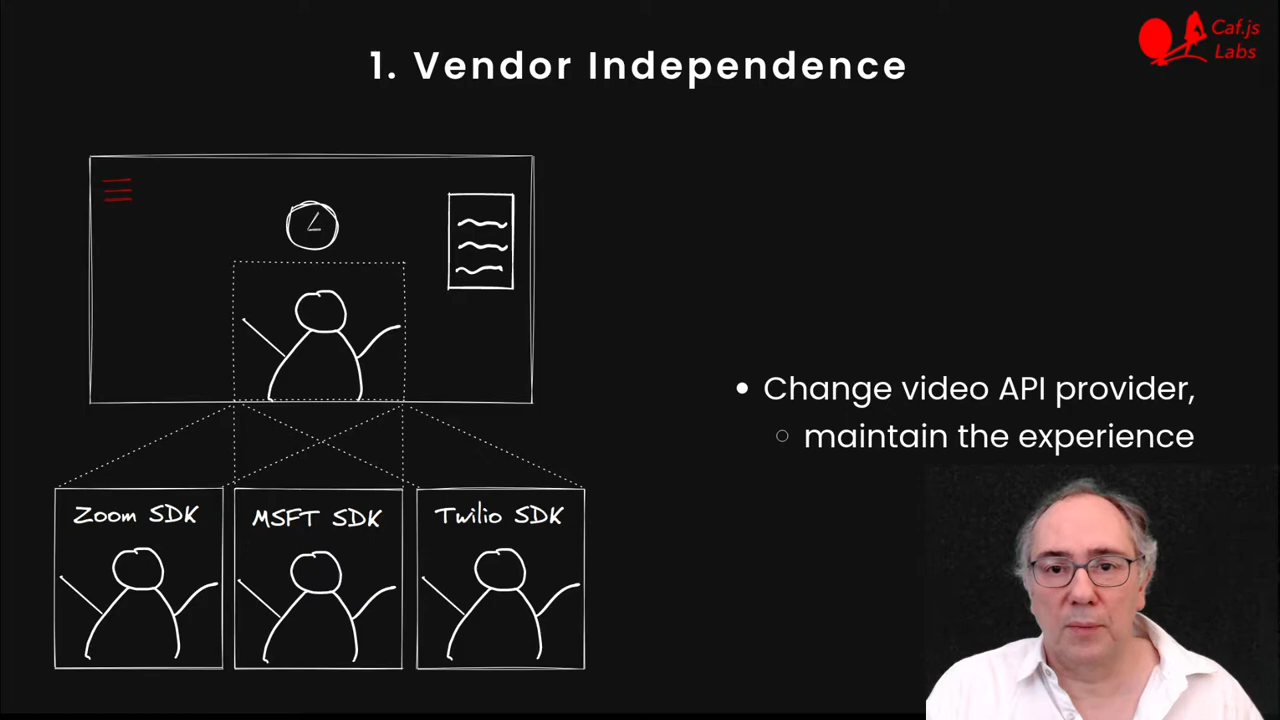 1. Vendor Independence
Caf.js
Labs
Change video API provider,
maintain the experience
Zoom SDK
MSFT SDK
Twilio SDK